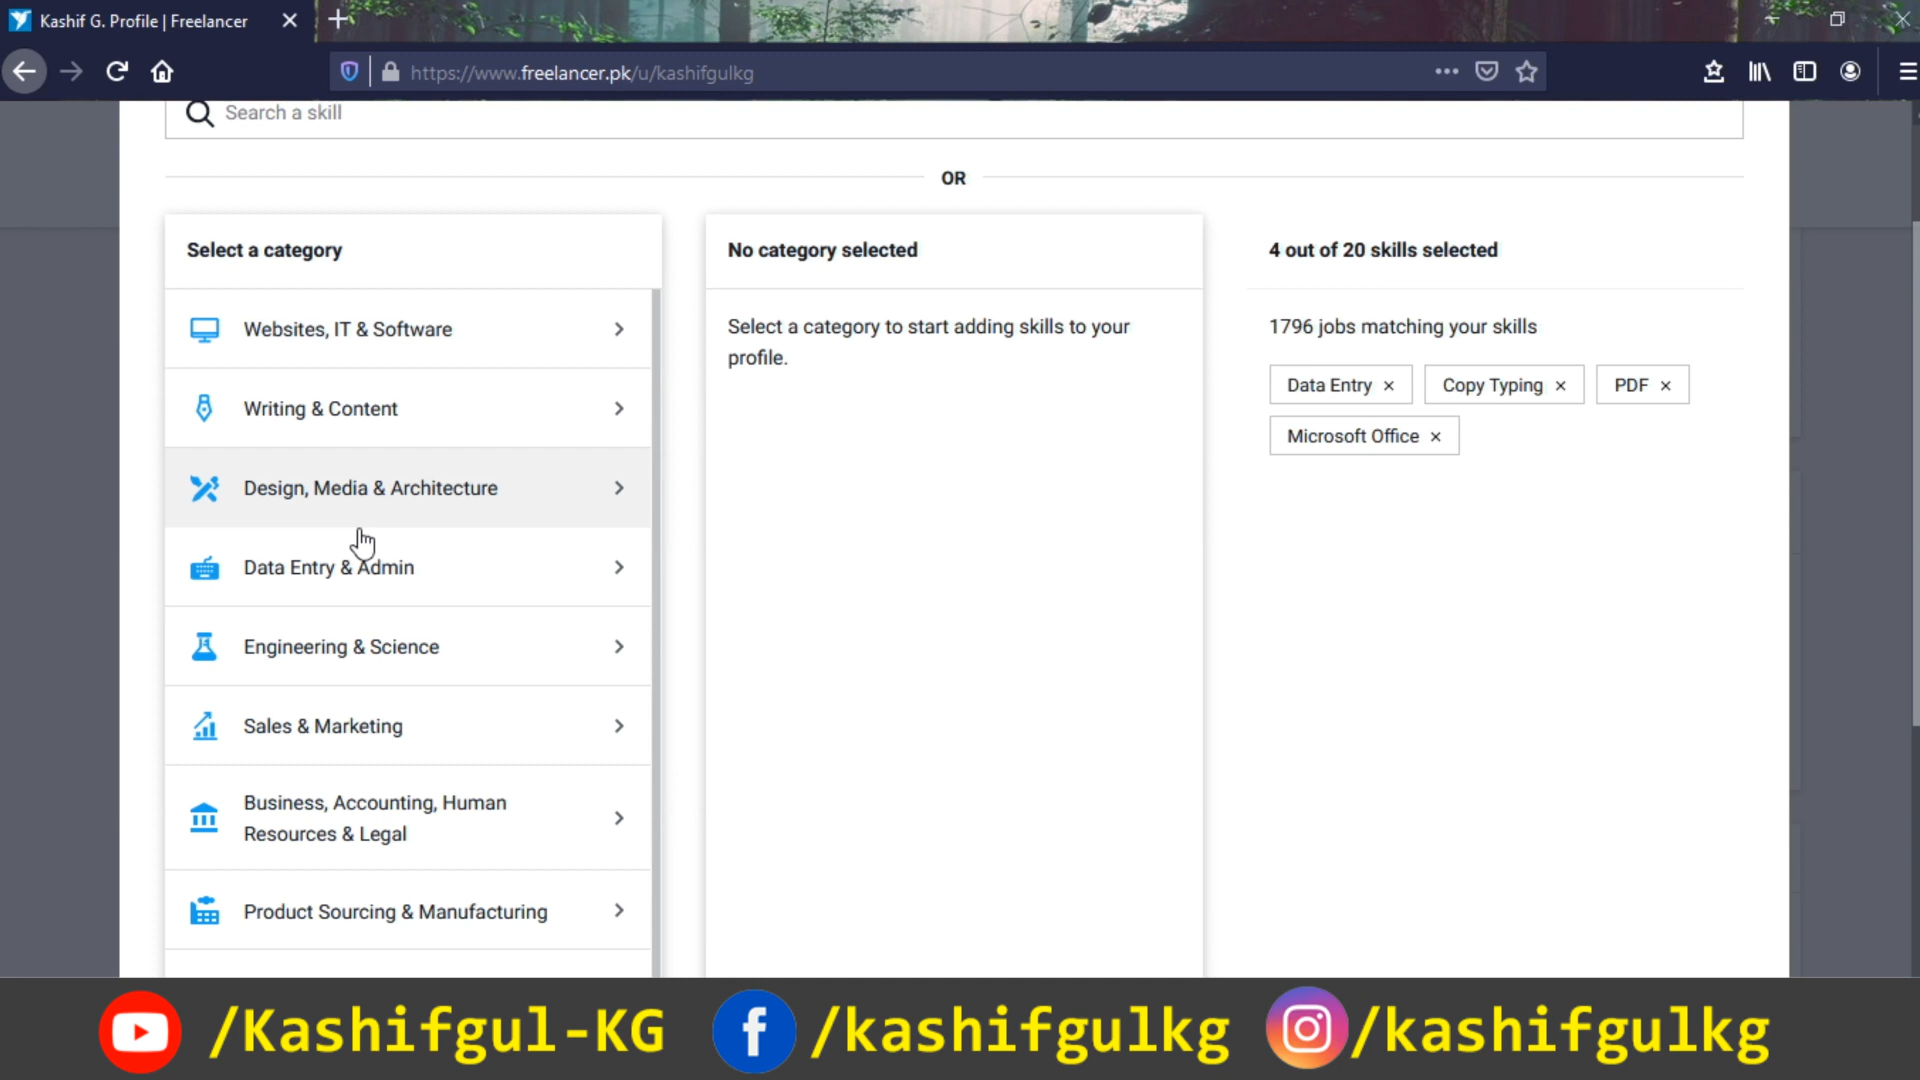 Kashif G. Profile | Freelancer
https://www.freelancer.pk/u/kashifgulkg
Search a skill
OR
Select a category
Websites, IT & Software
Writing & Content
Design, Media & Architecture
Data Entry & Admin
Engineering & Science
Sales & Marketing
Business, Accounting, Human
Resources & Legal
Product Sourcing & Manufacturing
No category selected
Select a category to start adding skills to your
profile.
4 out of 20 skills selected
1796 jobs matching your skills
Data Entry × Copy Typing × PDF ×
Microsoft Office ×
/Kashifgul-KG /kashifgulkg /kashifgulkg